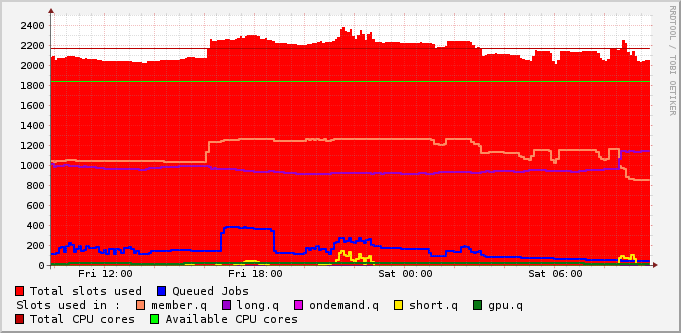 2400
2200
2000
1800
1600
1400
1200
1000
800
600
400
200
0
Fri 12:00 Fri 18:00 Sat 00:00 Sat 06:00
Total slots used Queued Jobs
Slots used in : member.q long.q ondemand.q short.q gpu.q
Total CPU cores Available CPU cores
RRDTOOL / TOBI OETIKER